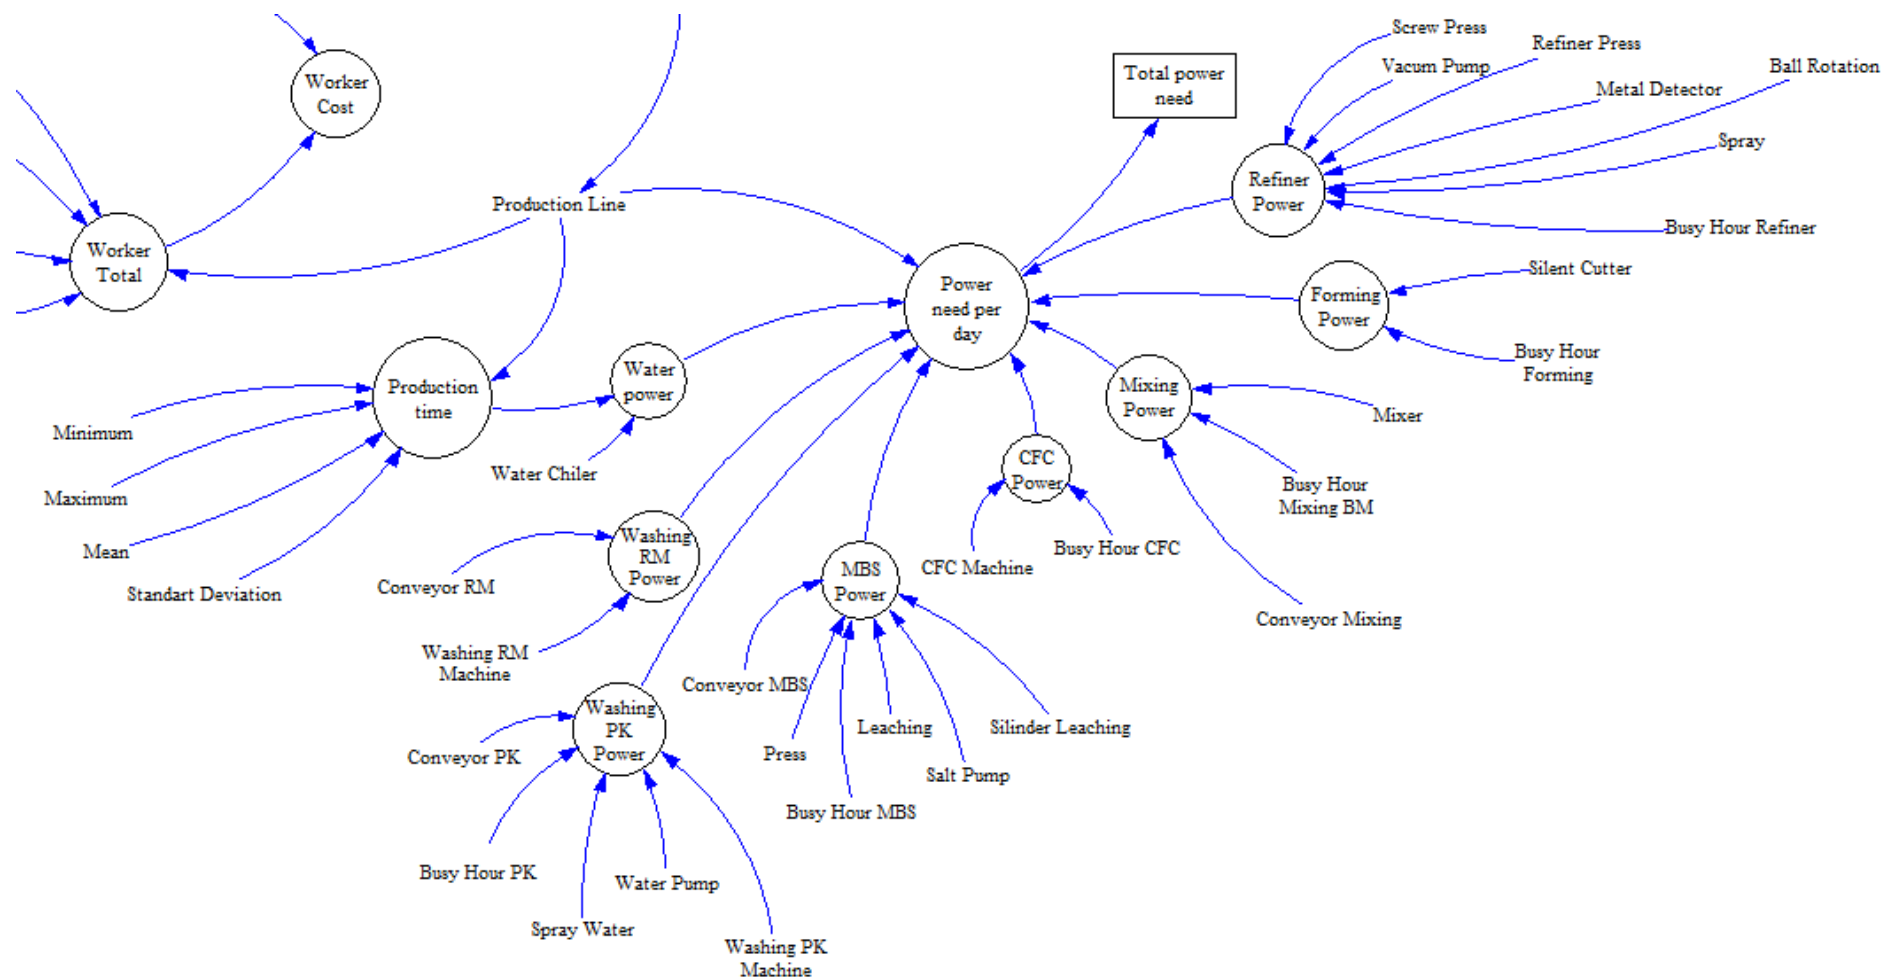 Screw Press
Refiner Press
Vacum Pump
Ball Rotation
Total power
need
Worker
Cost
Metal Detector
Spray
Refiner
Power
Production Line
Busy Hour Refiner
Worker
Total
Silent Cutter
Power
need per
day
Forming
Power
Busy Hour
Forming
Water
power
Production
time
Mixing
Power
Mixer
Minimum
Water Chiler
CFC
Power
Busy Hour
Mixing BM
Maximum
Mean
Washing
RM
Power
Busy Hour CFC
CFC Machine
MBS
Power
Conveyor RM
Standart Deviation
Conveyor Mixing
Washing RM
Machine
Conveyor MBS
Washing
PK
Power
Leaching
Silinder Leaching
Press
Conveyor PK
Salt Pump
Busy Hour MBS
Busy Hour PK
Water Pump
Spray Water
Washing PK
Machine